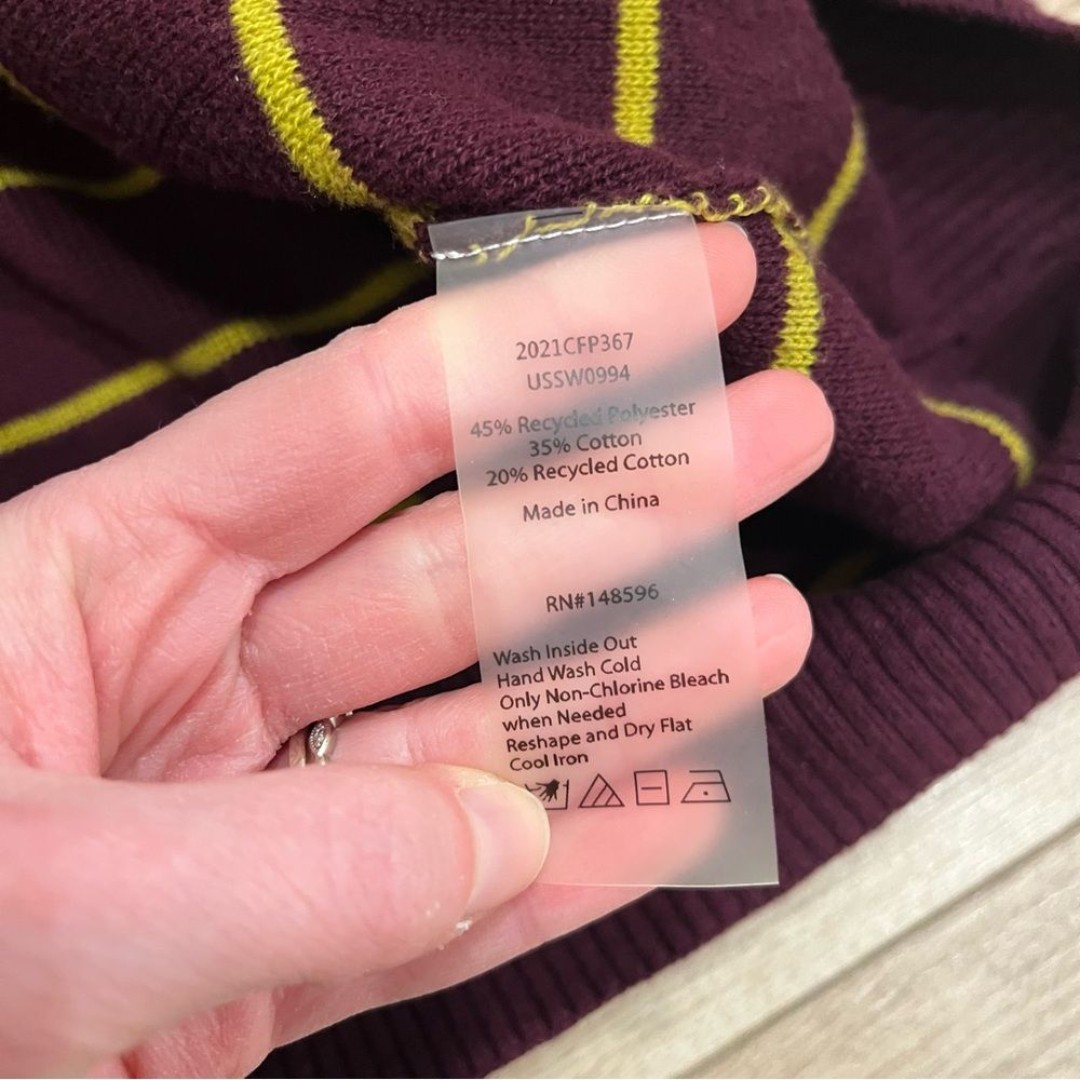 2021CFP367
USSW0994
45% Recycled Polyester
35% Cotton
20% Recycled Cotton
Made in China
RN#148596
Wash Inside Out
Hand Wash Cold
Only Non-Chlorine Bleach
when Needed
Reshape and Dry Flat
Cool Iron